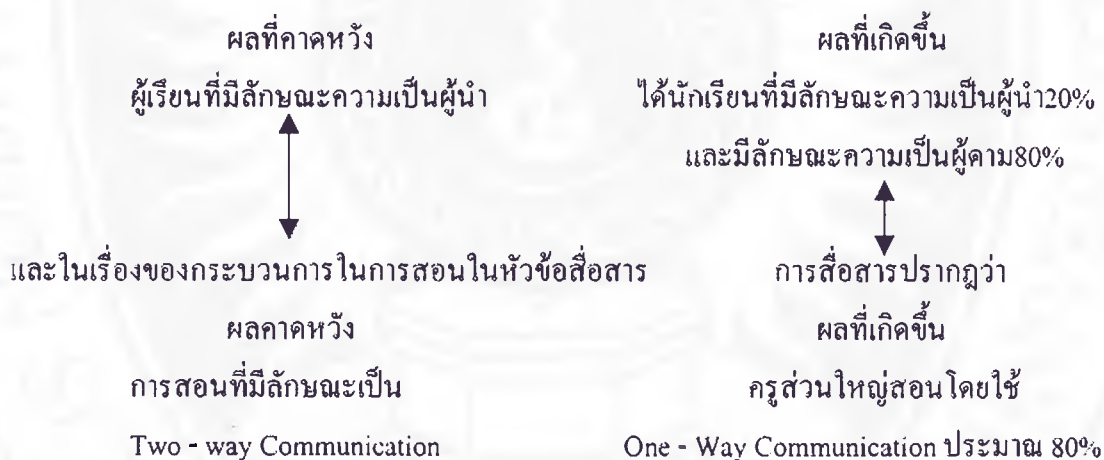 ผลที่คาดหวัง
ผู้เรียนที่มีลักษณะความเป็นผู้นำ
และในเรื่องของกระบวนการในการสอนในหัวข้อสื่อสาร
ผลคาดหวัง
การสอนที่มีลักษณะเป็น
Two - way Communication
ผลที่เกิดขึ้น
ได้นักเรียนที่มีลักษณะความเป็นผู้นำ20%
และมีลักษณะความเป็นผู้ตาม80%
การสื่อสารปรากฏว่า
ผลที่เกิดขึ้น
ครูส่วนใหญ่สอนโดยใช้
One - Way Communication ประมาณ 80%